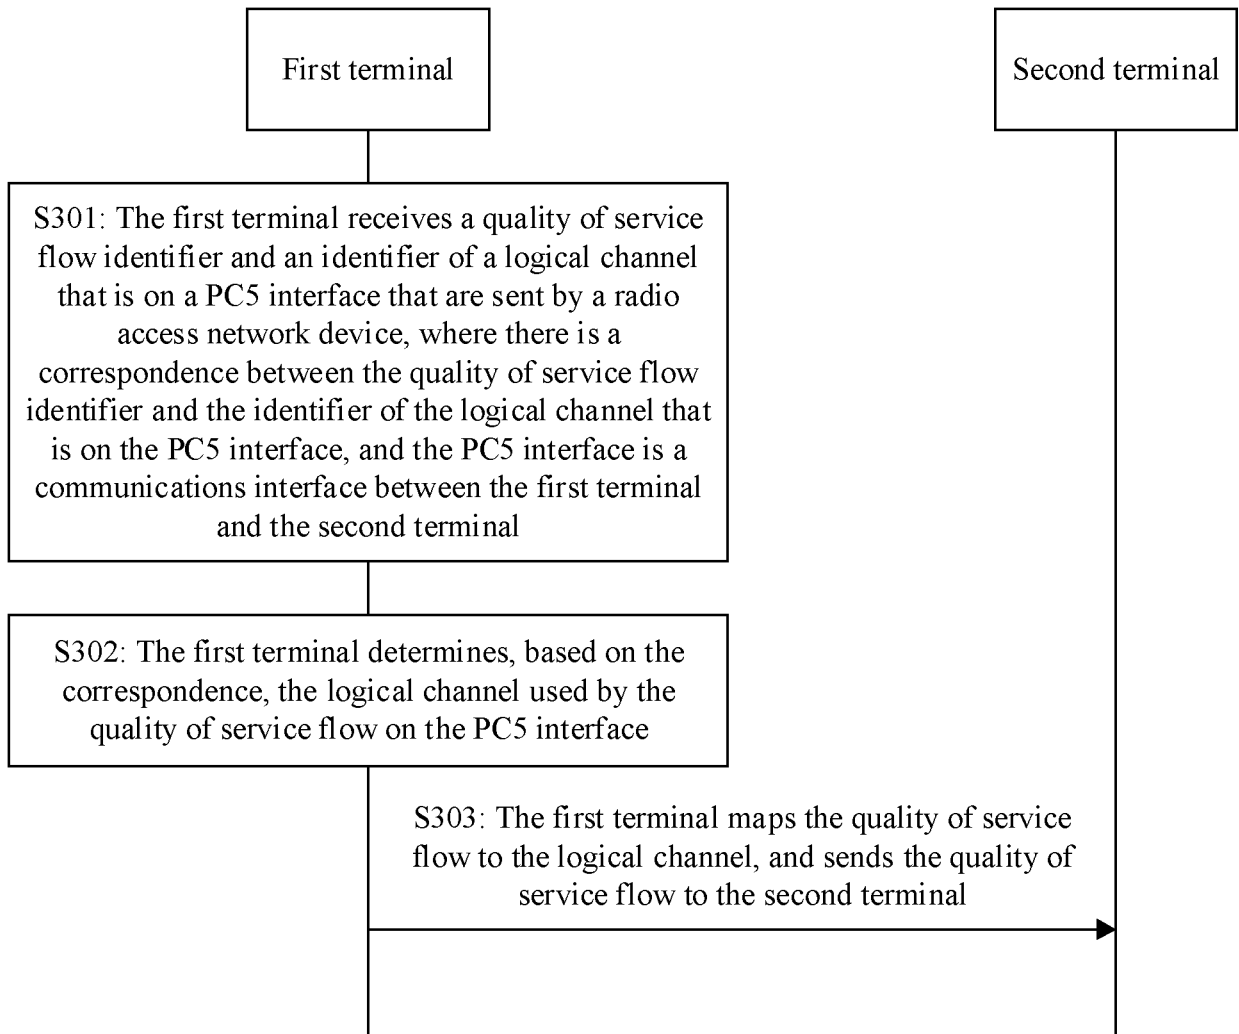 First terminal
Second terminal
S301: The first terminal receives a quality of service
flow identifier and an identifier of a logical channel
that is on a PC5 interface that are sent by a radio
access network device, where there is a
correspondence between the quality of service flow
identifier and the identifier of the logical channel that
is on the PC5 interface, and the PC5 interface is a
communications interface between the first terminal
and the second terminal
S302: The first terminal determines, based on the
correspondence, the logical channel used by the
quality of service flow on the PC5 interface
S303: The first terminal maps the quality of service
flow to the logical channel, and sends the quality of
service flow to the second terminal